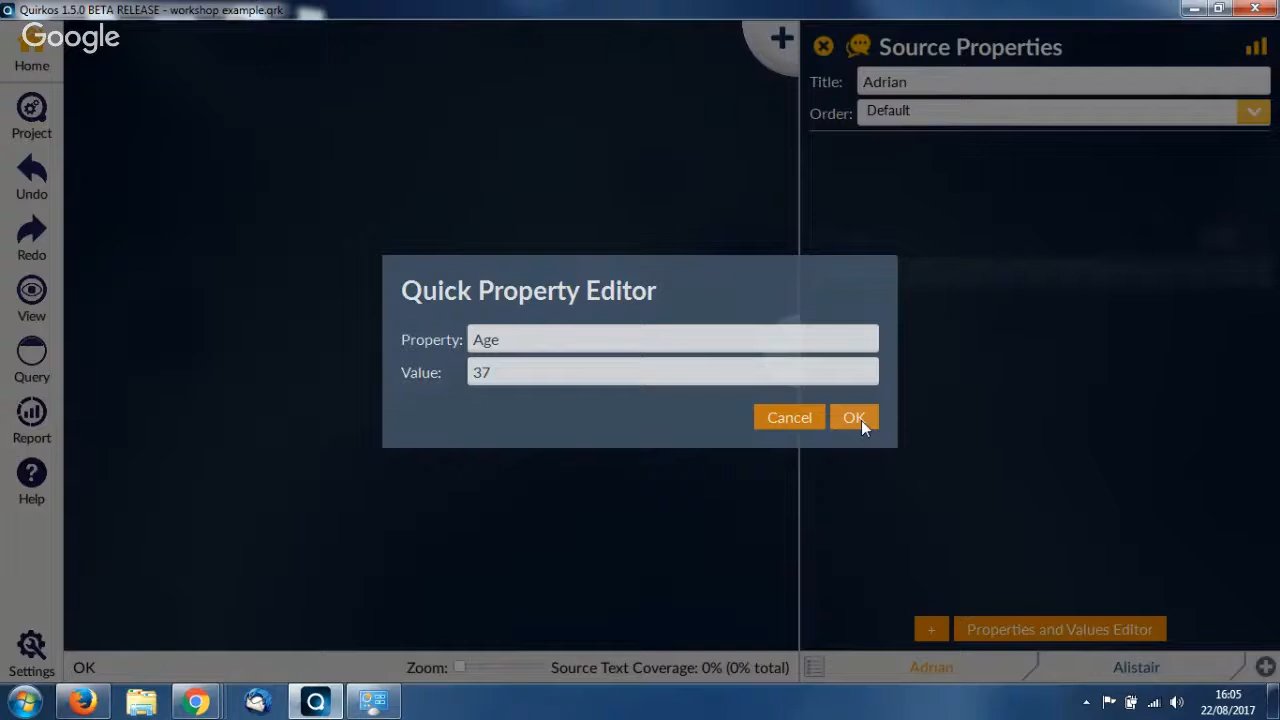 Quirkos 1.5.0 BETA RELEASE - workshop example.qrk
Google
Home
Project
Undo
Redo
View
Query
Report
Help
Settings
Source Properties
Title: Adrian
Order: Default
Quick Property Editor
Property: Age
Value: 37
Cancel OK
+ Properties and Values Editor
OK
Zoom:
Source Text Coverage: 0% (0% total)
Adrian
Alistair
16:05
22/08/2017